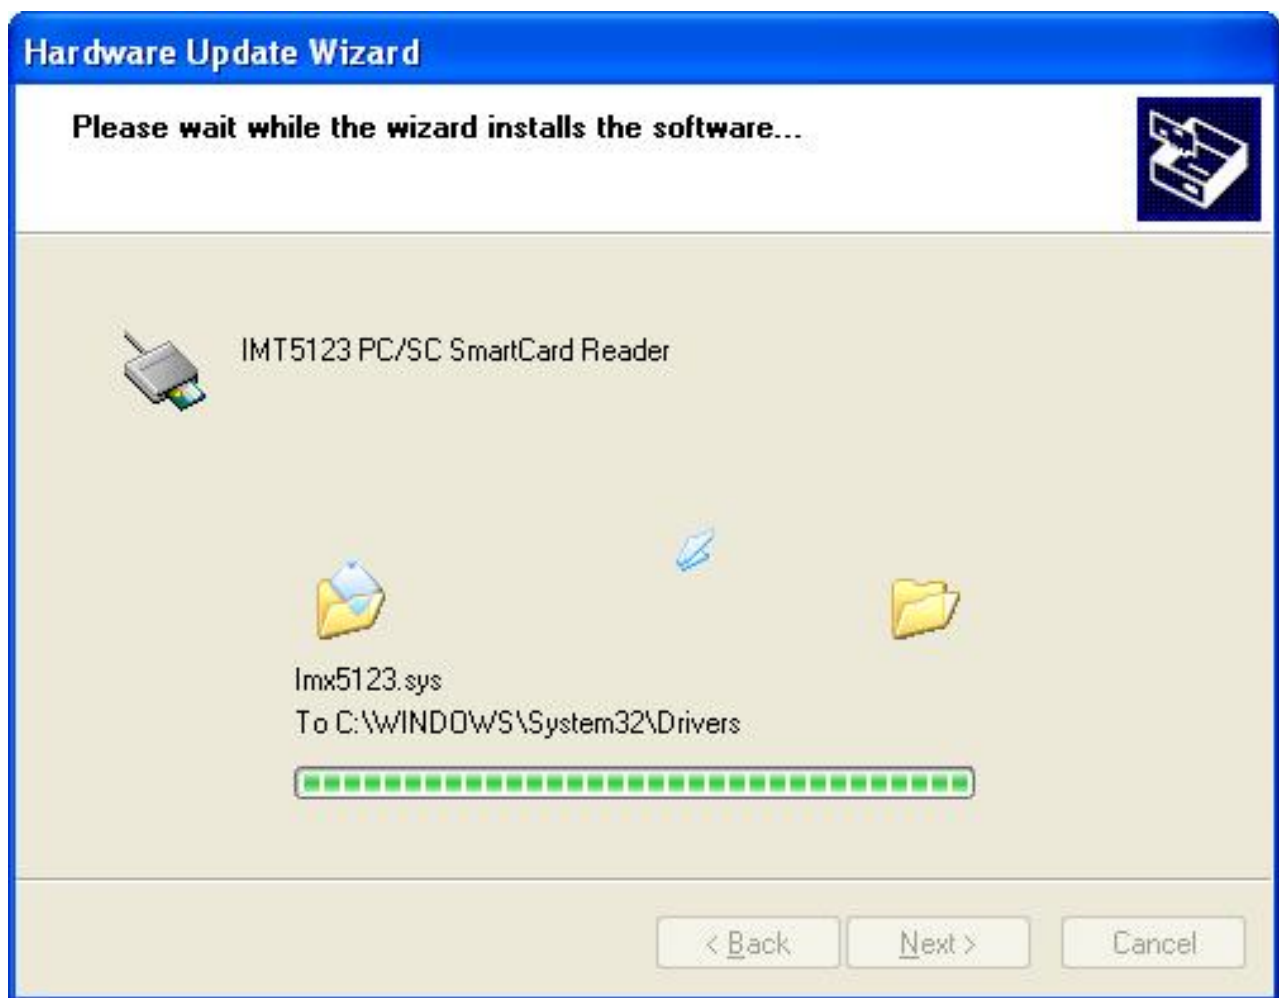 Hardware Update Wizard
Please wait while the wizard installs the software...
IMT5123 PC/SC SmartCard Reader
Imx5123.sys
To C:\WINDOWS\System32\Drivers
< Back
Next >
Cancel